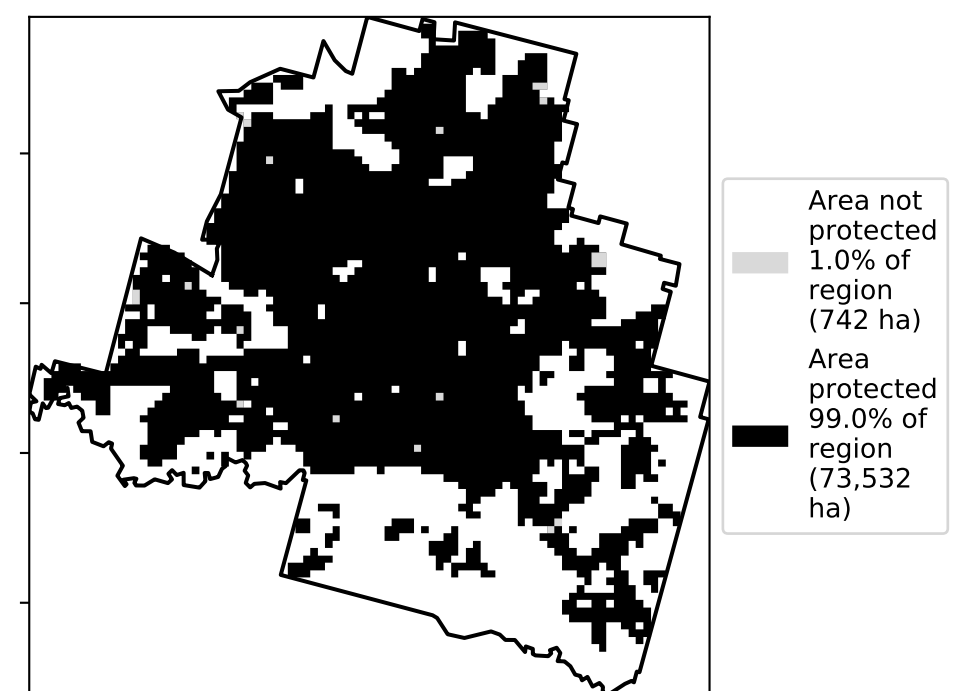 Area not
protected
1.0% of
region
(742 ha)
Area
protected
99.0% of
region
(73,532
ha)